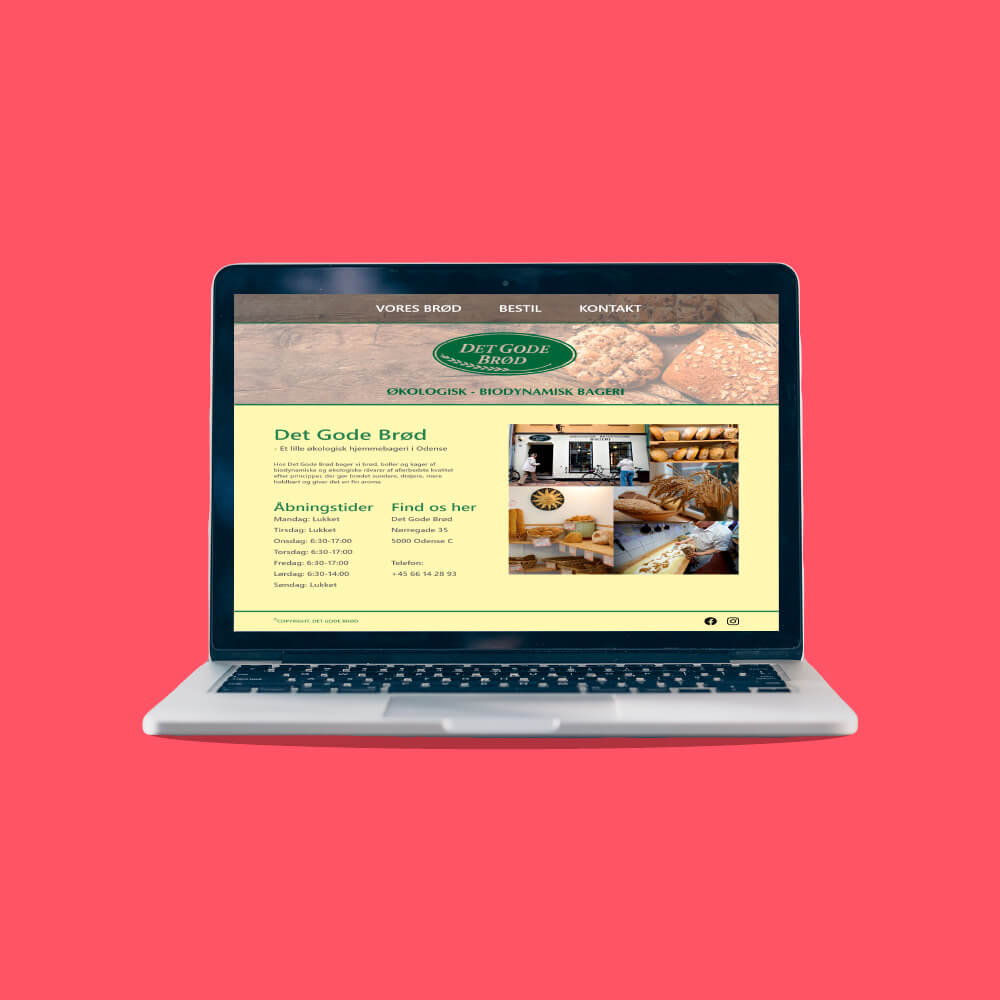 VORES BRØD BESTIL KONTAKT
DET GODE
BRØD
ØKOLOGISK - BIODYNAMISK BAGERI
Det Gode Brød
- Et lille økologisk hjemmebageri i Odense
Hos Det Gode Brød bager vi brød, boller og kager af
biodynamiske og økologiske råvarer af allerbedste kvalitet
efter principper, der gør brødet sundere, drøjere, mere
holdbart og giver det en fin aroma.
Åbningstider
Mandag: Lukket
Tirsdag: Lukket
Onsdag: 6:30-17:00
Torsdag: 6:30-17:00
Fredag: 6:30-17:00
Lørdag: 6:30-14:00
Søndag: Lukket
Find os her
Det Gode Brød
Nørregade 35
5000 Odense C
Telefon:
+45 66 14 28 93
©COPYRIGHT, DET GODE BRØD